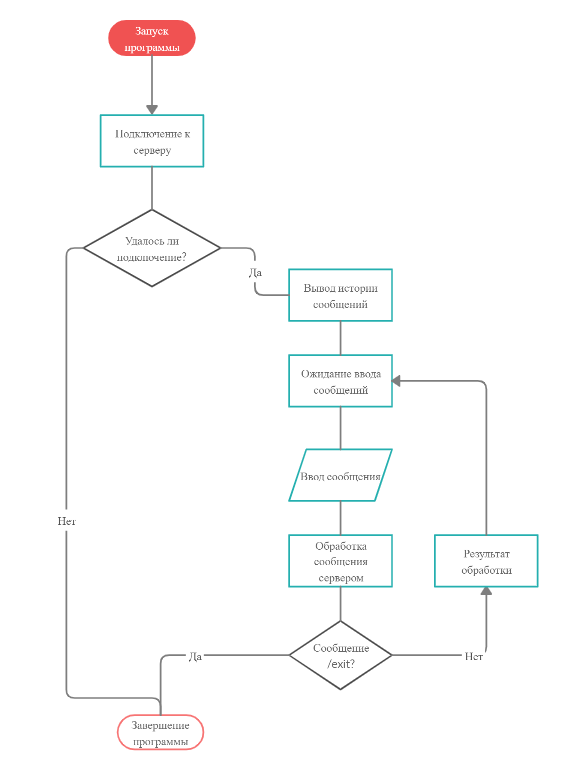 Запуск
программы
Подключение к
серверу
Удалось ли
подключение?
Да
Вывод истории
сообщений
Ожидание ввода
сообщений
Ввод сообщения
Нет
Обработка
сообщения
сервером
Результат
обработки
Сообщение
/exit?
Да
Нет
Завершение
программы